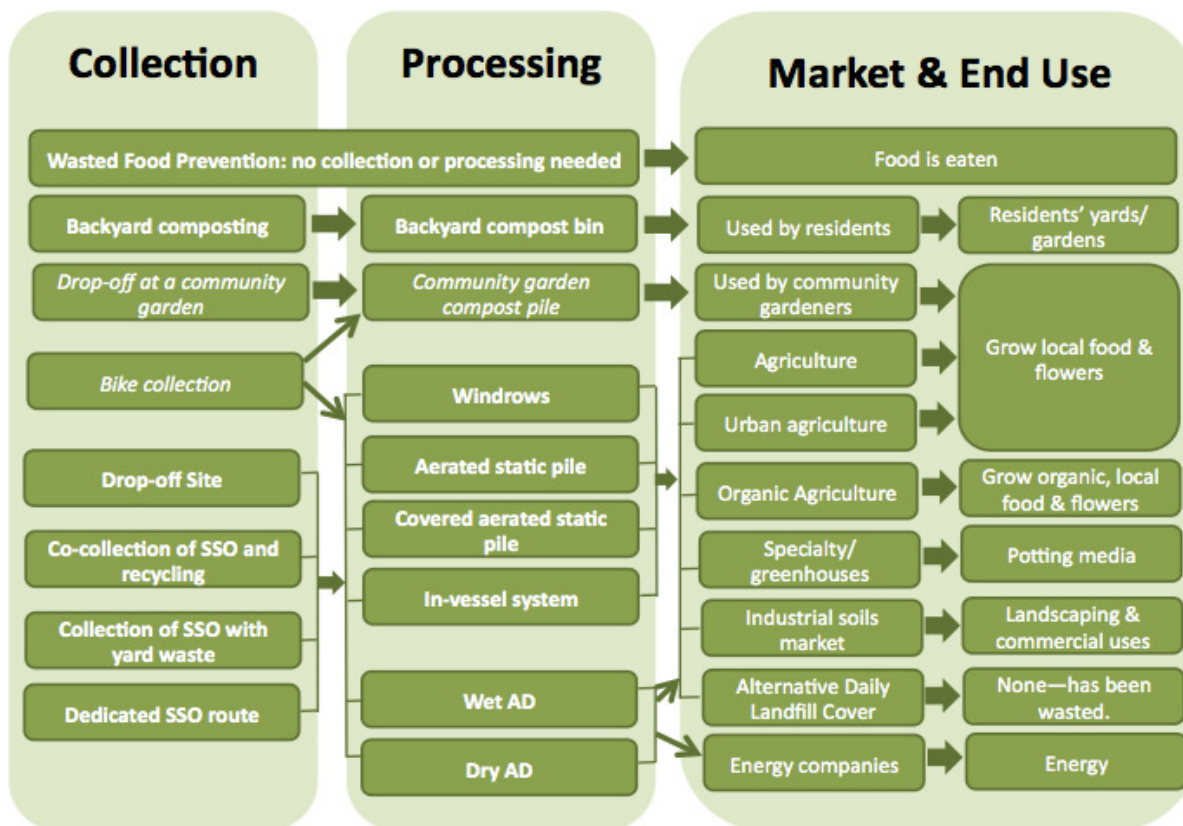 Collection
Processing
Market & End Use
Wasted Food Prevention: no collection or processing needed
Food is eaten
Backyard composting
Backyard compost bin
Used by residents
Residents’ yards/
gardens
Drop-off at a community
garden
Community garden
compost pile
Used by community
gardeners
Grow local food &
flowers
Bike collection
Windrows
Agriculture
Urban agriculture
Drop-off Site
Aerated static pile
Organic Agriculture
Grow organic, local
food & flowers
Co-collection of SSO and
recycling
Covered aerated static
pile
Specialty/
greenhouses
Potting media
In-vessel system
Collection of SSO with
yard waste
Industrial soils
market
Landscaping &
commercial uses
Dedicated SSO route
Wet AD
Alternative Daily
Landfill Cover
None—has been
wasted.
Dry AD
Energy companies
Energy